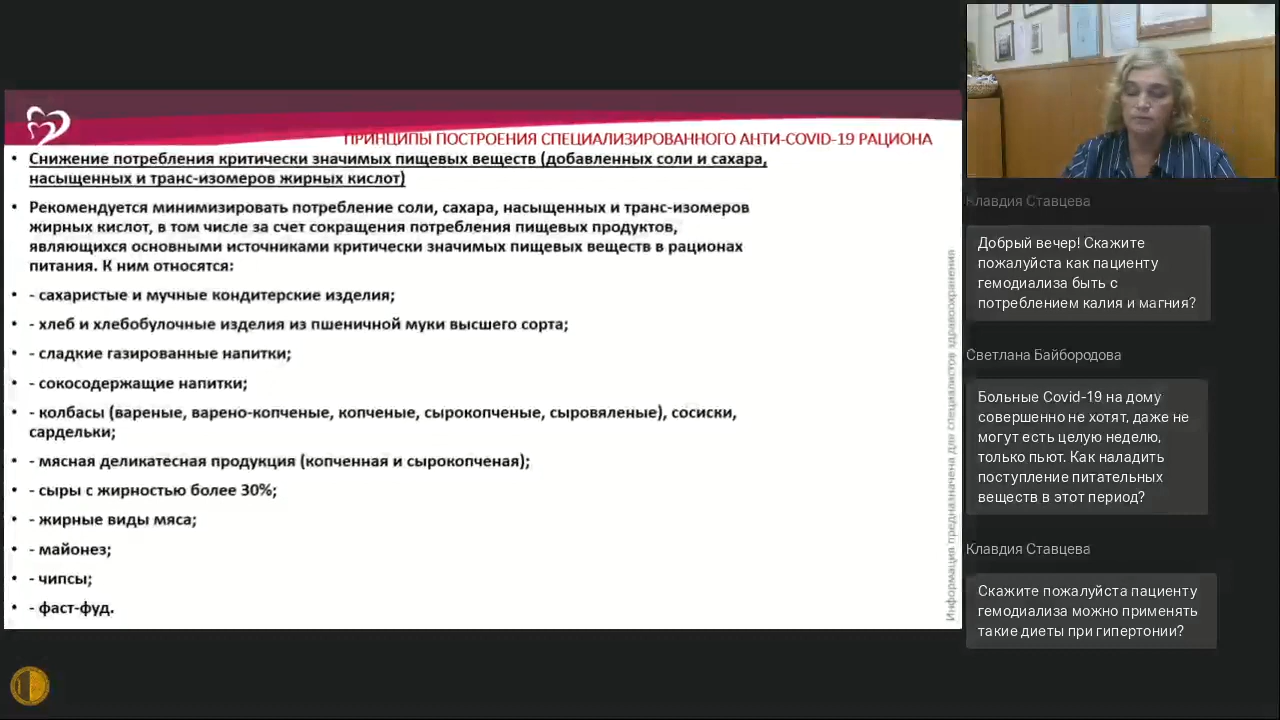 ПРИНЦИПЫ ПОСТРОЕНИЯ СПЕЦИАЛИЗИРОВАННОГО АНТИ-COVID-19 РАЦИОНА
• Снижение потребления критически значимых пищевых веществ (добавленных соли и сахара,
насыщенных и транс-изомеров жирных кислот)
• Рекомендуется минимизировать потребление соли, сахара, насыщенных и транс-изомеров
жирных кислот, в том числе за счет сокращения потребления пищевых продуктов,
являющихся основными источниками критически значимых пищевых веществ в рационах
питания. К ним относятся:
• - сахаристые и мучные кондитерские изделия;
• - хлеб и хлебобулочные изделия из пшеничной муки высшего сорта;
• - сладкие газированные напитки;
• - сокосодержащие напитки;
• - колбасы (вареные, варено-копченые, копченые, сырокопченые, сыровяленые), сосиски,
сардельки;
• - мясная деликатесная продукция (копченная и сырокопченая);
• - сыры с жирностью более 30%;
• - жирные виды мяса;
• - майонез;
• - чипсы;
• - фаст-фуд.
Информация предназначена для специалистов здравоохранения
Клавдия Ставцева
Добрый вечер! Скажите
пожалуйста как пациенту
гемодиализа быть с
потреблением калия и магния?
Светлана Байбородова
Больные Covid-19 на дому
совершенно не хотят, даже не
могут есть целую неделю,
только пьют. Как наладить
поступление питательных
веществ в этот период?
Клавдия Ставцева
Скажите пожалуйста пациенту
гемодиализа можно применять
такие диеты при гипертонии?